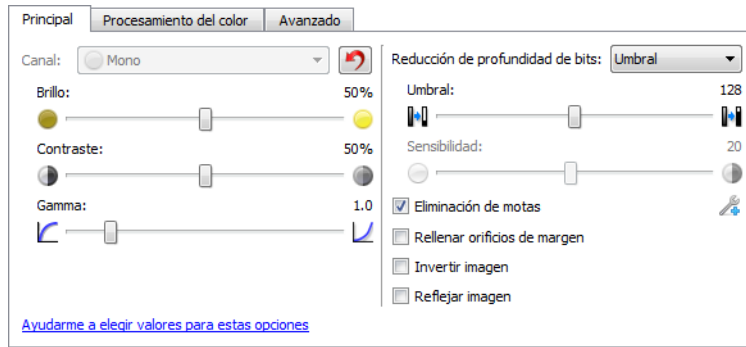 Principal Procesamiento del color Avanzado
Canal: Mono
Brillo: 50%
Contraste: 50%
Gamma: 1.0
Ayudarme a elegir valores para estas opciones
Reducción de profundidad de bits: Umbral
Umbral: 128
Sensibilidad: 20
Eliminación de motas
Rellenar orificios de margen
Invertir imagen
Reflejar imagen